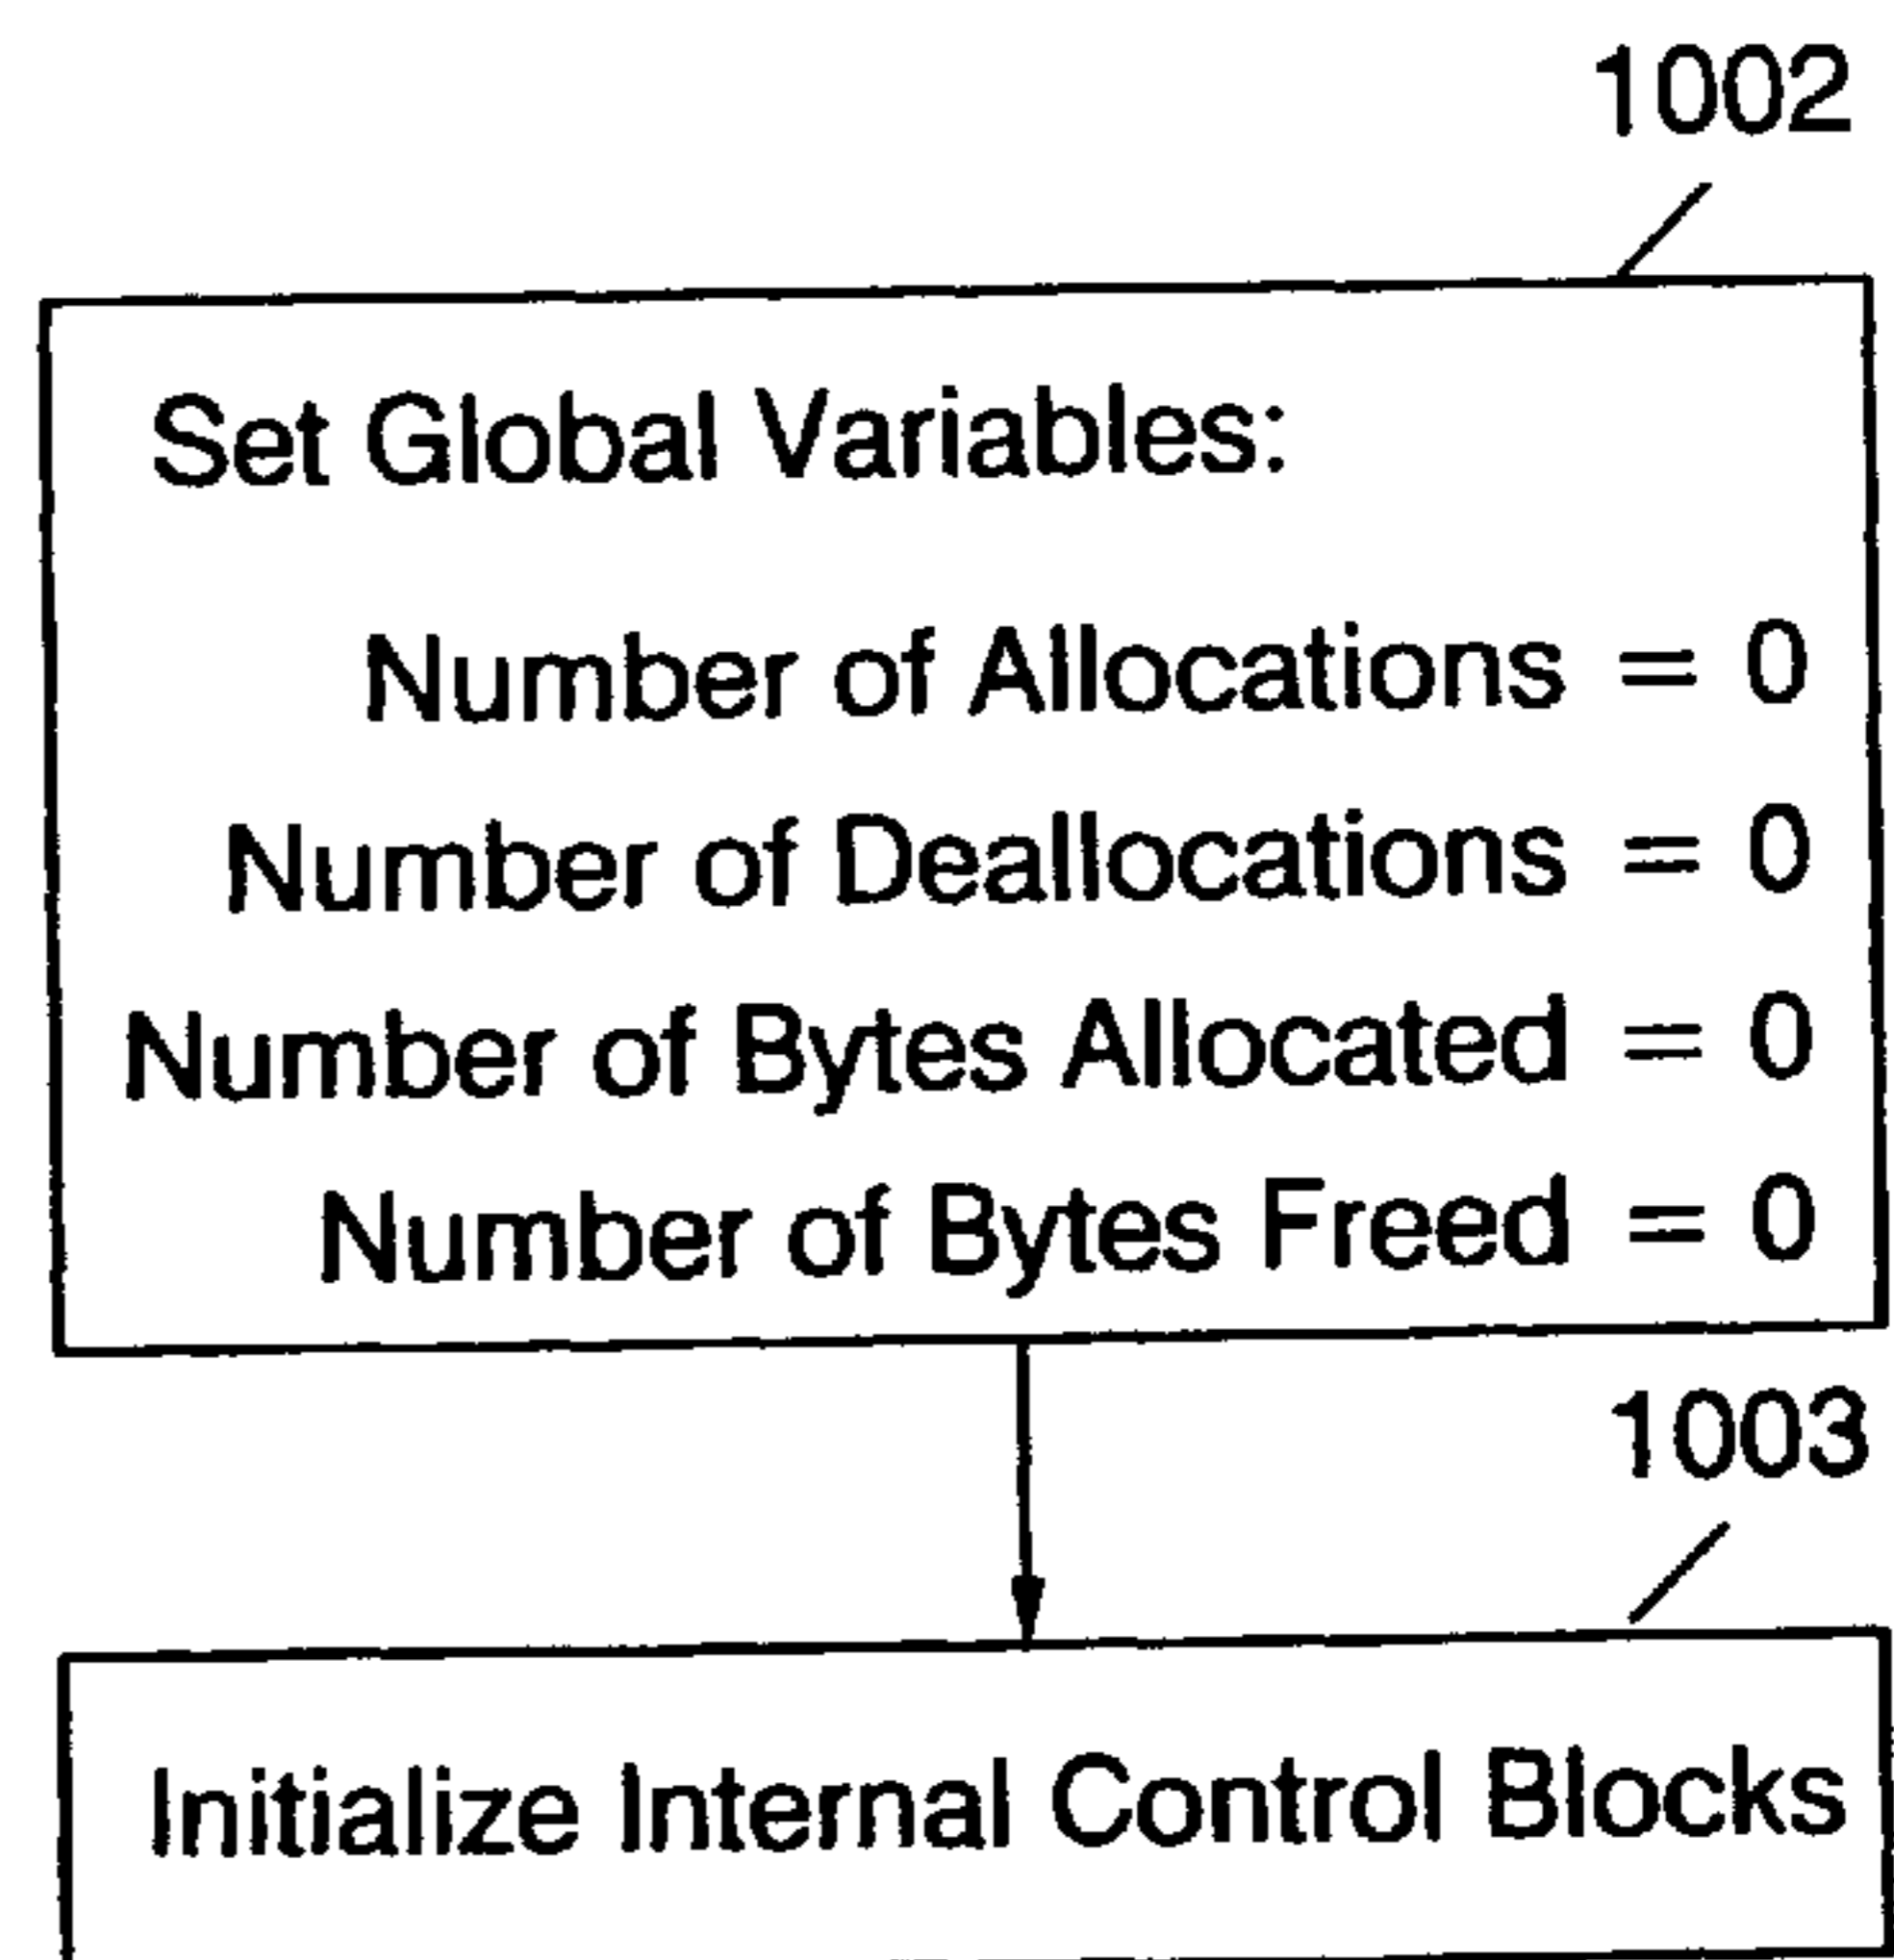 1002
Set Global Variables:
Number of Allocations = 0
Number of Deallocations = 0
Number of Bytes Allocated = 0
Number of Bytes Freed = 0
1003
Initialize Internal Control Blocks